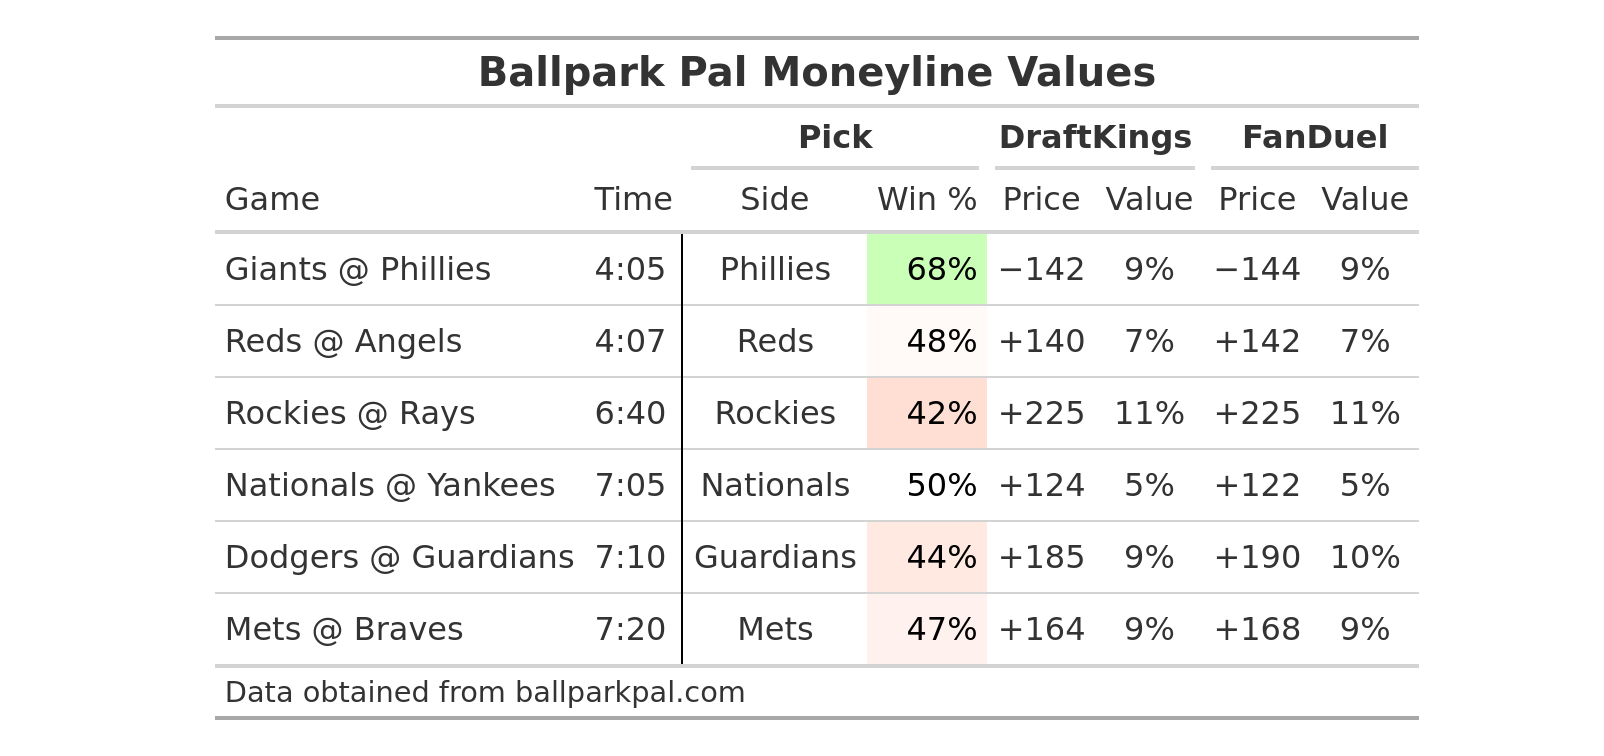 Ballpark Pal Moneyline Values
Pick DraftKings FanDuel
Game Time Side Win % Price Value Price Value
Giants @ Phillies 4:05 Phillies 68% −142 9% −144 9%
Reds @ Angels 4:07 Reds 48% +140 7% +142 7%
Rockies @ Rays 6:40 Rockies 42% +225 11% +225 11%
Nationals @ Yankees 7:05 Nationals 50% +124 5% +122 5%
Dodgers @ Guardians 7:10 Guardians 44% +185 9% +190 10%
Mets @ Braves 7:20 Mets 47% +164 9% +168 9%
Data obtained from ballparkpal.com